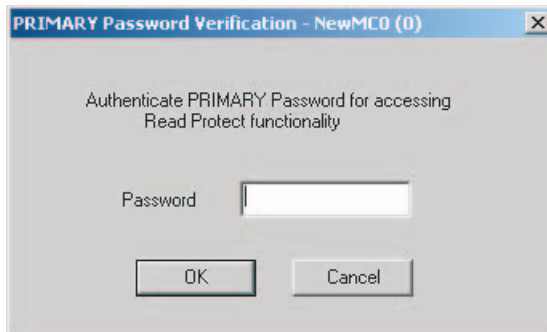 PRIMARY Password Verification - NewMC0 (0)
Authenticate PRIMARY Password for accessing
Read Protect functionality
Password
OK
Cancel